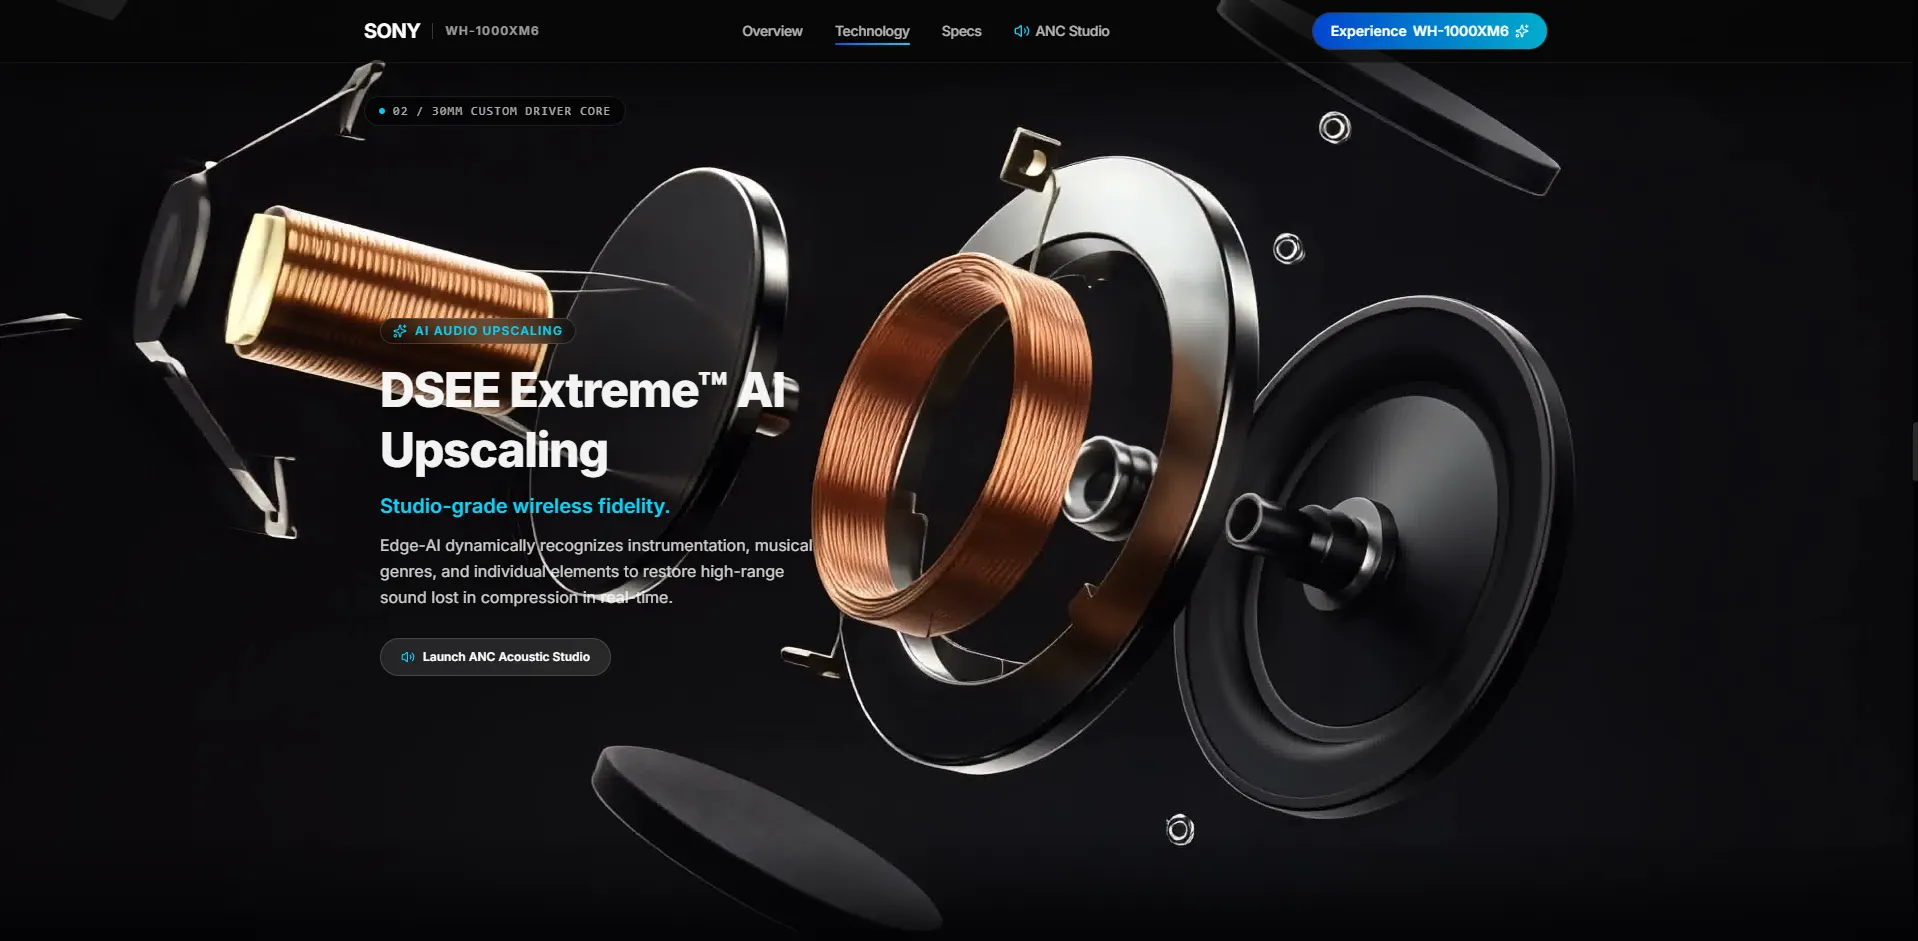 SONY
WH-1000XM6
Overview
Technology
Specs
ANC Studio
Experience WH-1000XM6
02 / 30MM CUSTOM DRIVER CORE
AI AUDIO UPSCALING
DSEE Extreme™ AI
Upscaling
Studio-grade wireless fidelity.
Edge-AI dynamically recognizes instrumentation, musical
genres, and individual elements to restore high-range
sound lost in compression in real-time.
Launch ANC Acoustic Studio